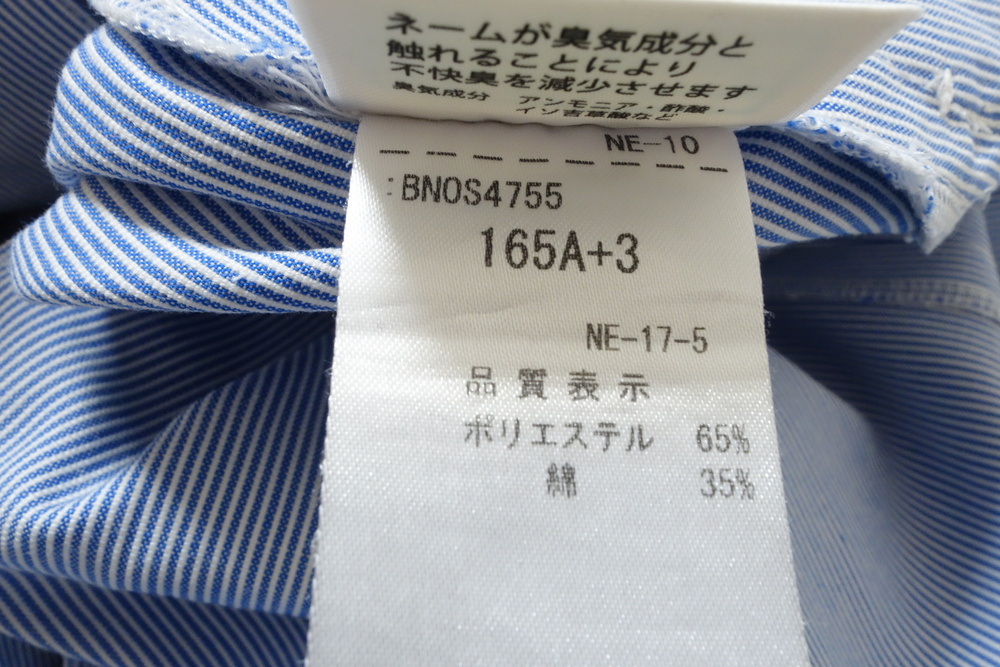 ネームが臭気成分と
触れることにより
不快臭を減少させます
臭気成分 アンモニア・酢酸・
イソ吉草酸など
NE-10
:BNOS4755
165A+3
NE-17-5
品質表示
ポリエステル 65%
綿 35%